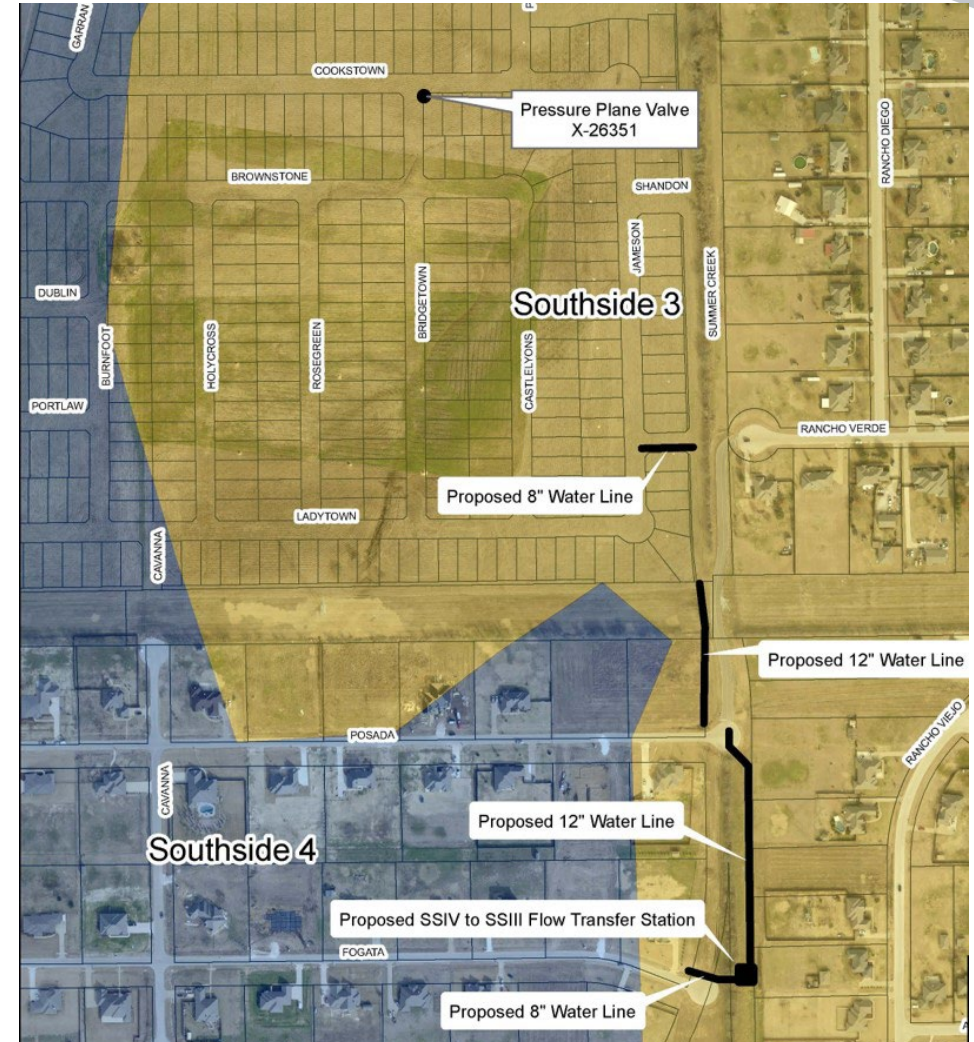 GARRAN
COOKSTOWN
Pressure Plane Valve
X-26351
RANCHO DIEGO
BROWNSTONE
SHANDON
JAMESON
SUMMER CREEK
DUBLIN
BURNFOOT
HOLYCROSS
ROSEGREEN
BRIDGETOWN
Southside 3
CASTLELYONS
PORTLAW
RANCHO VERDE
Proposed 8" Water Line
LADYTOWN
CAVANNA
Proposed 12" Water Line
RANCHO VIEJO
POSADA
CAVANNA
Proposed 12" Water Line
Southside 4
Proposed SSIV to SSIII Flow Transfer Station
FOGATA
Proposed 8" Water Line